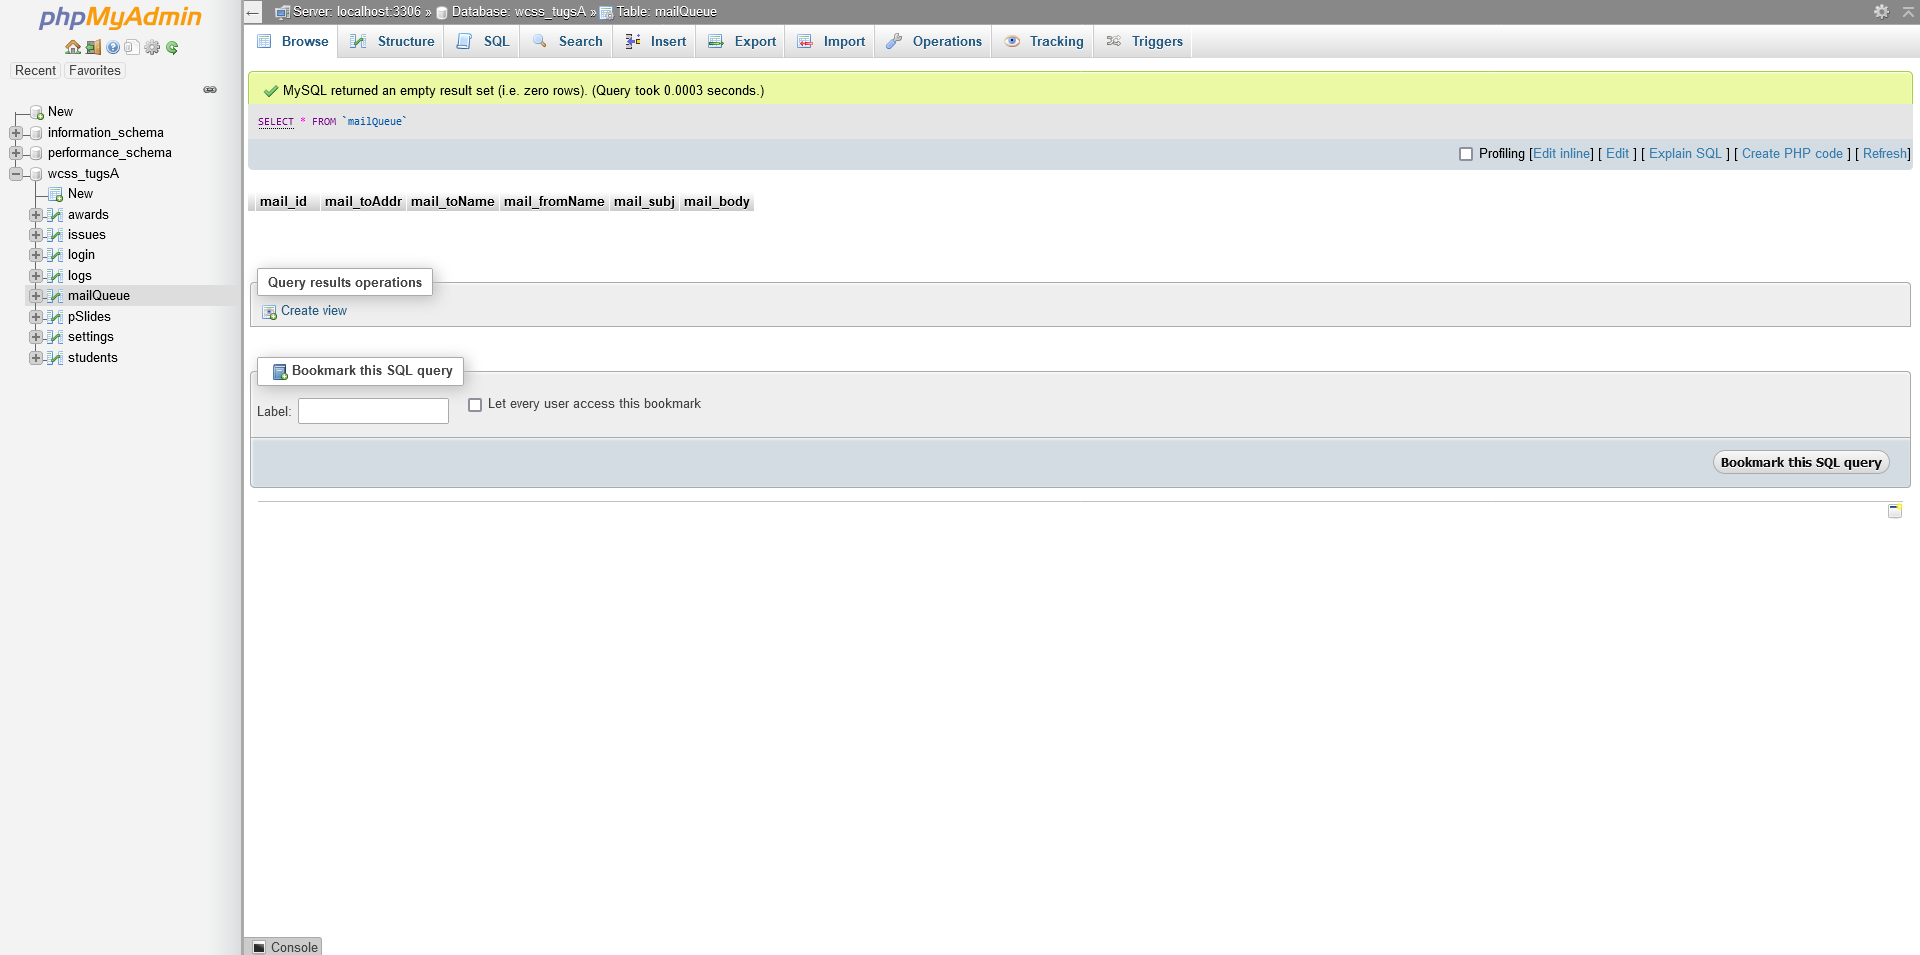 phpMyAdmin
Recent Favorites
New
information_schema
performance_schema
wcss_tugsA
New
awards
issues
login
logs
mailQueue
pSlides
settings
students
Server: localhost:3306 » Database: wcss_tugsA » Table: mailQueue
Browse Structure SQL Search Insert Export Import Operations Tracking Triggers
MySQL returned an empty result set (i.e. zero rows). (Query took 0.0003 seconds.)
SELECT * FROM `mailQueue`
Profiling [Edit inline] [ Edit ] [ Explain SQL ] [ Create PHP code ] [ Refresh]
mail_id mail_toAddr mail_toName mail_fromName mail_subj mail_body
Query results operations
Create view
Bookmark this SQL query
Label: Let every user access this bookmark
Bookmark this SQL query
Console